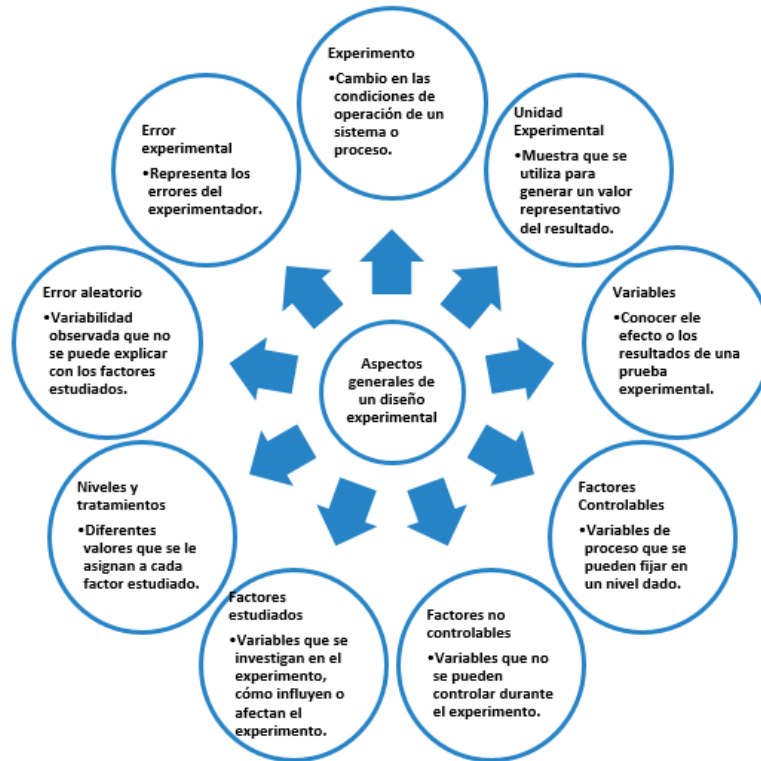 Experimento
•Cambio en las
condiciones de
operación de un
sistema o
proceso.
Unidad
Experimental
•Muestra que se
utiliza para
generar un valor
representativo
del resultado.
Variables
•Conocer ele
efecto o los
resultados de una
prueba
experimental.
Factores
Controlables
•Variables de
proceso que se
pueden fijar en
un nivel dado.
Factores no
controlables
•Variables que no
se pueden
controlar durante
el experimento.
Factores
estudiados
•Variables que se
investigan en el
experimento,
cómo influyen o
afectan el
experimento.
Niveles y
tratamientos
•Diferentes
valores que se le
asignan a cada
factor estudiado.
Error aleatorio
•Variabilidad
observada que no
se puede explicar
con los factores
estudiados.
Error
experimental
•Representa los
errores del
experimentador.
Aspectos
generales de
un diseño
experimental